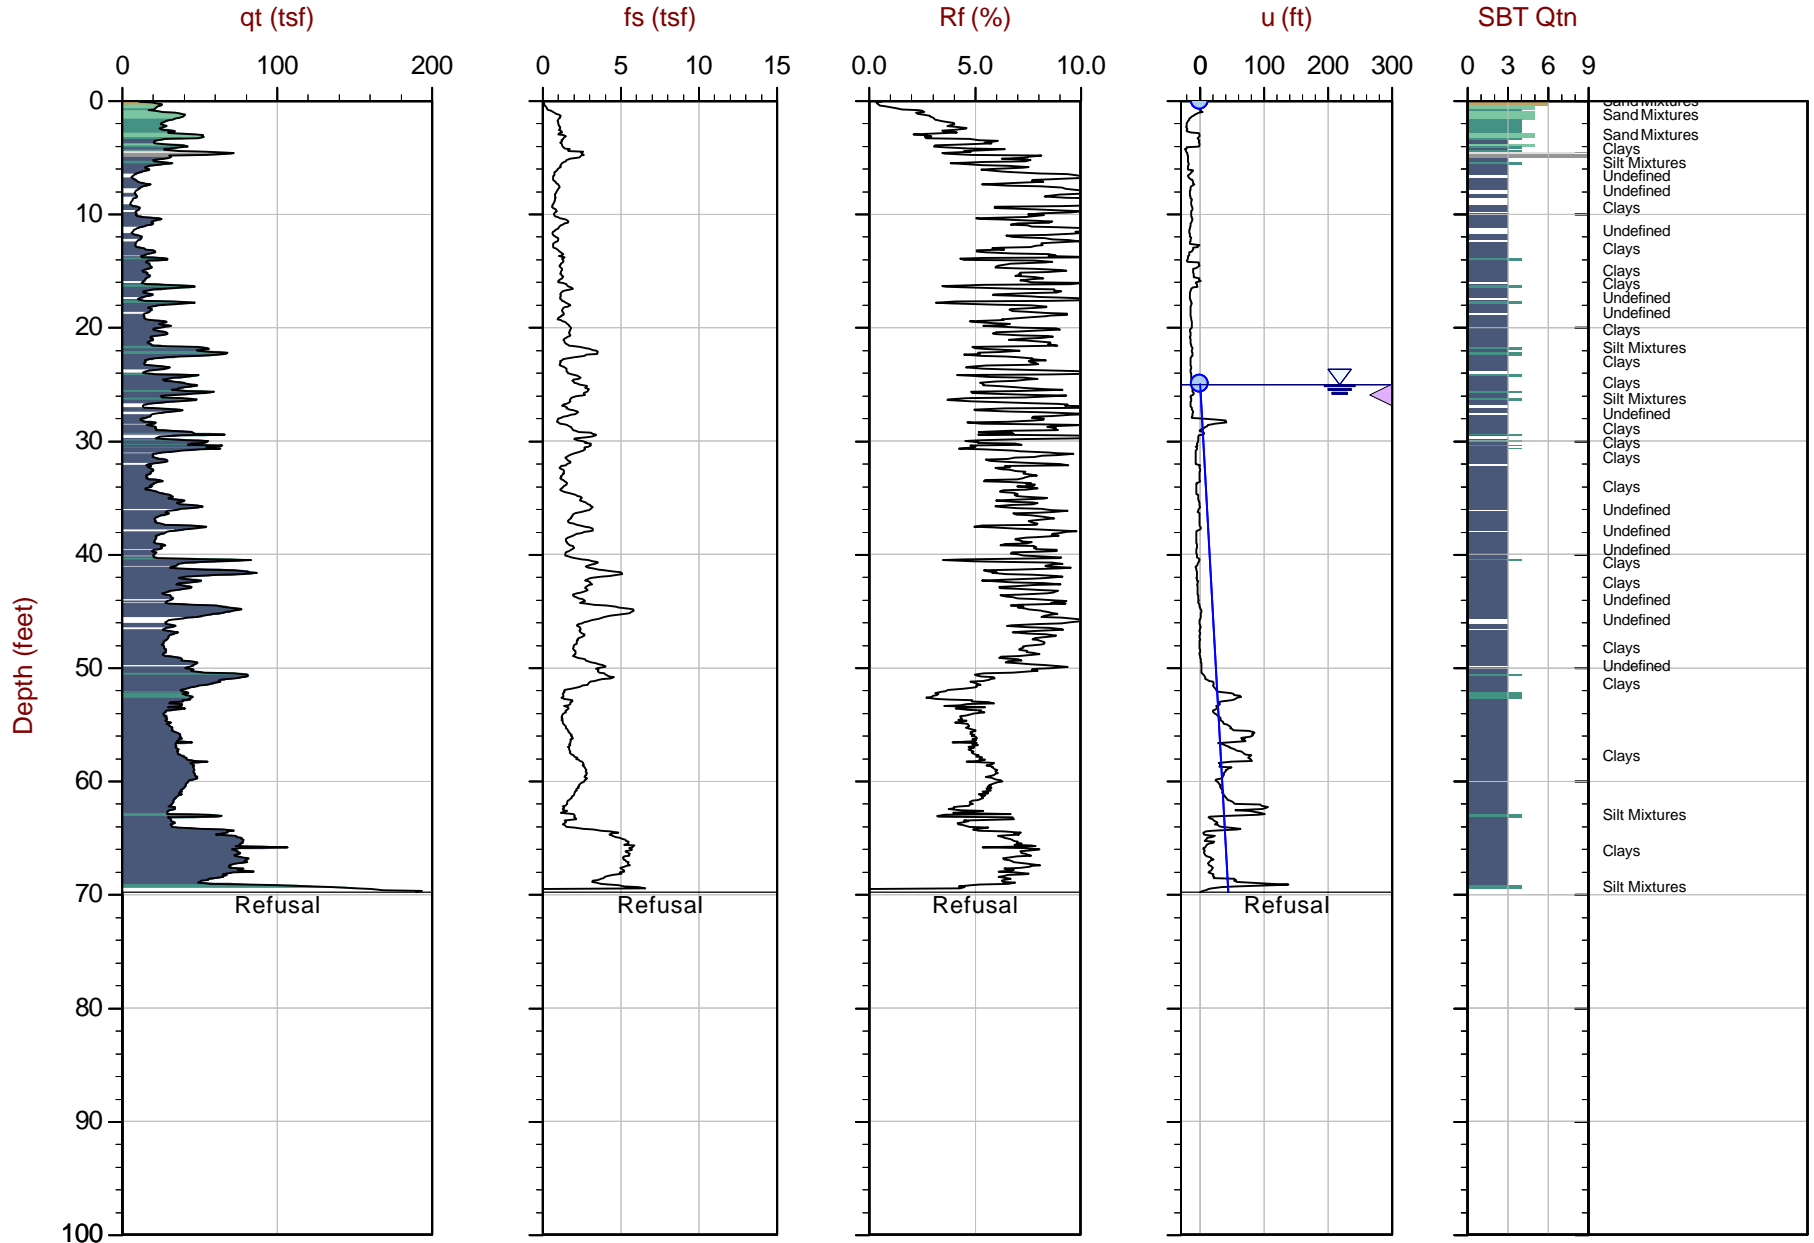 qt (tsf) fs (tsf) Rf (%) u (ft) SBT Qtn
0 100 200 0 5 15 0.0 5.0 10.0 0 0 100 200 300 0 3 6 9
10
Depth (feet)
0
10
20
30
40
50
60
70
80
90
100
Sand Mixtures
Sand Mixtures
Sand Mixtures
Clays
Silt Mixtures
Undefined
Undefined
Clays
Undefined
Clays
Clays
Clays
Undefined
Undefined
Clays
Silt Mixtures
Clays
Clays
Silt Mixtures
Undefined
Clays
Clays
Clays
Clays
Undefined
Undefined
Undefined
Clays
Clays
Undefined
Undefined
Clays
Undefined
Clays
Clays
Silt Mixtures
Clays
Silt Mixtures
Refusal Refusal Refusal Refusal